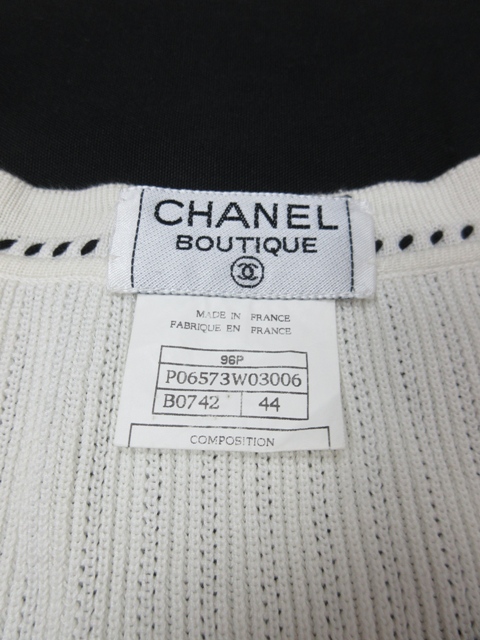 CHANEL
BOUTIQUE
MADE IN FRANCE
FABRIQUE EN FRANCE
96P
P06573W03006
B0742 44
COMPOSITION